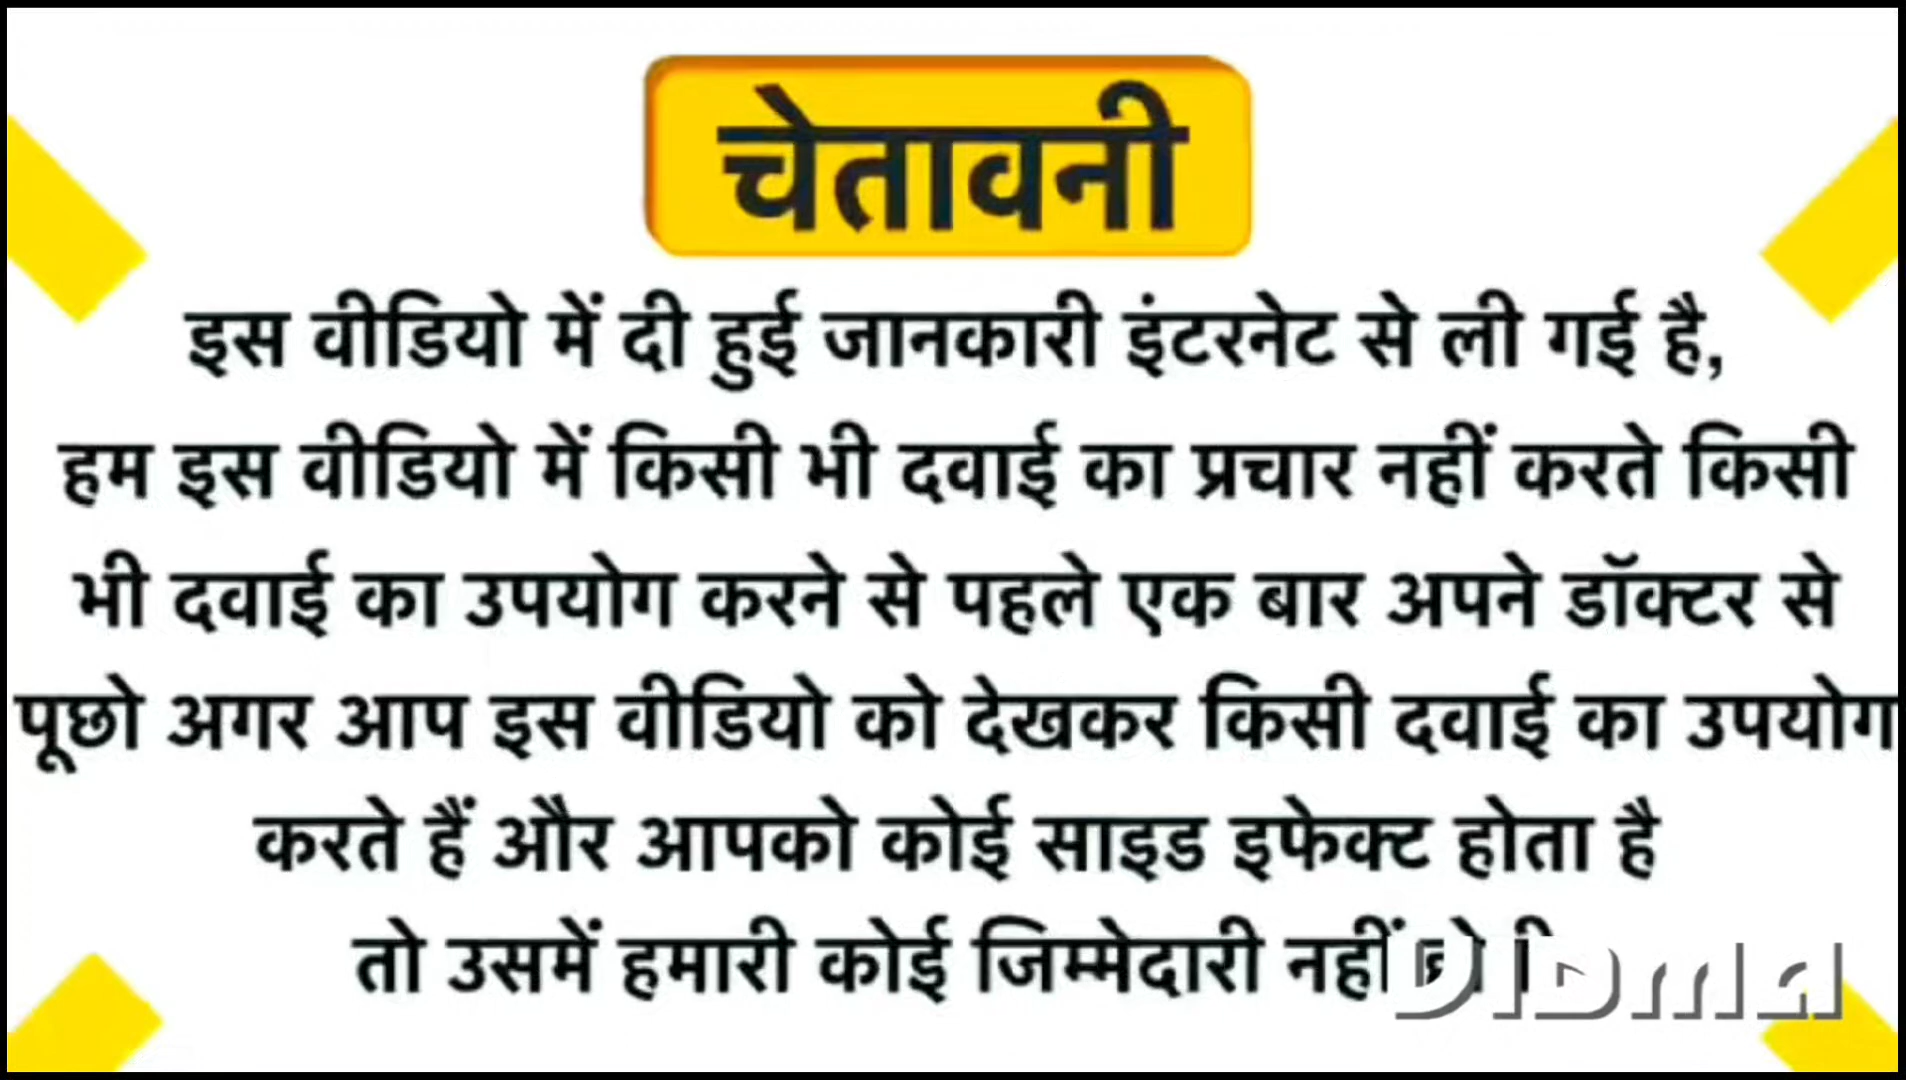 चेतावनी
इस वीडियो में दी हुई जानकारी इंटरनेट से ली गई है,
हम इस वीडियो में किसी भी दवाई का प्रचार नहीं करते किसी
भी दवाई का उपयोग करने से पहले एक बार अपने डॉक्टर से
पूछो अगर आप इस वीडियो को देखकर किसी दवाई का उपयोग
करते हैं और आपको कोई साइड इफेक्ट होता है
तो उसमें हमारी कोई जिम्मेदारी नहीं